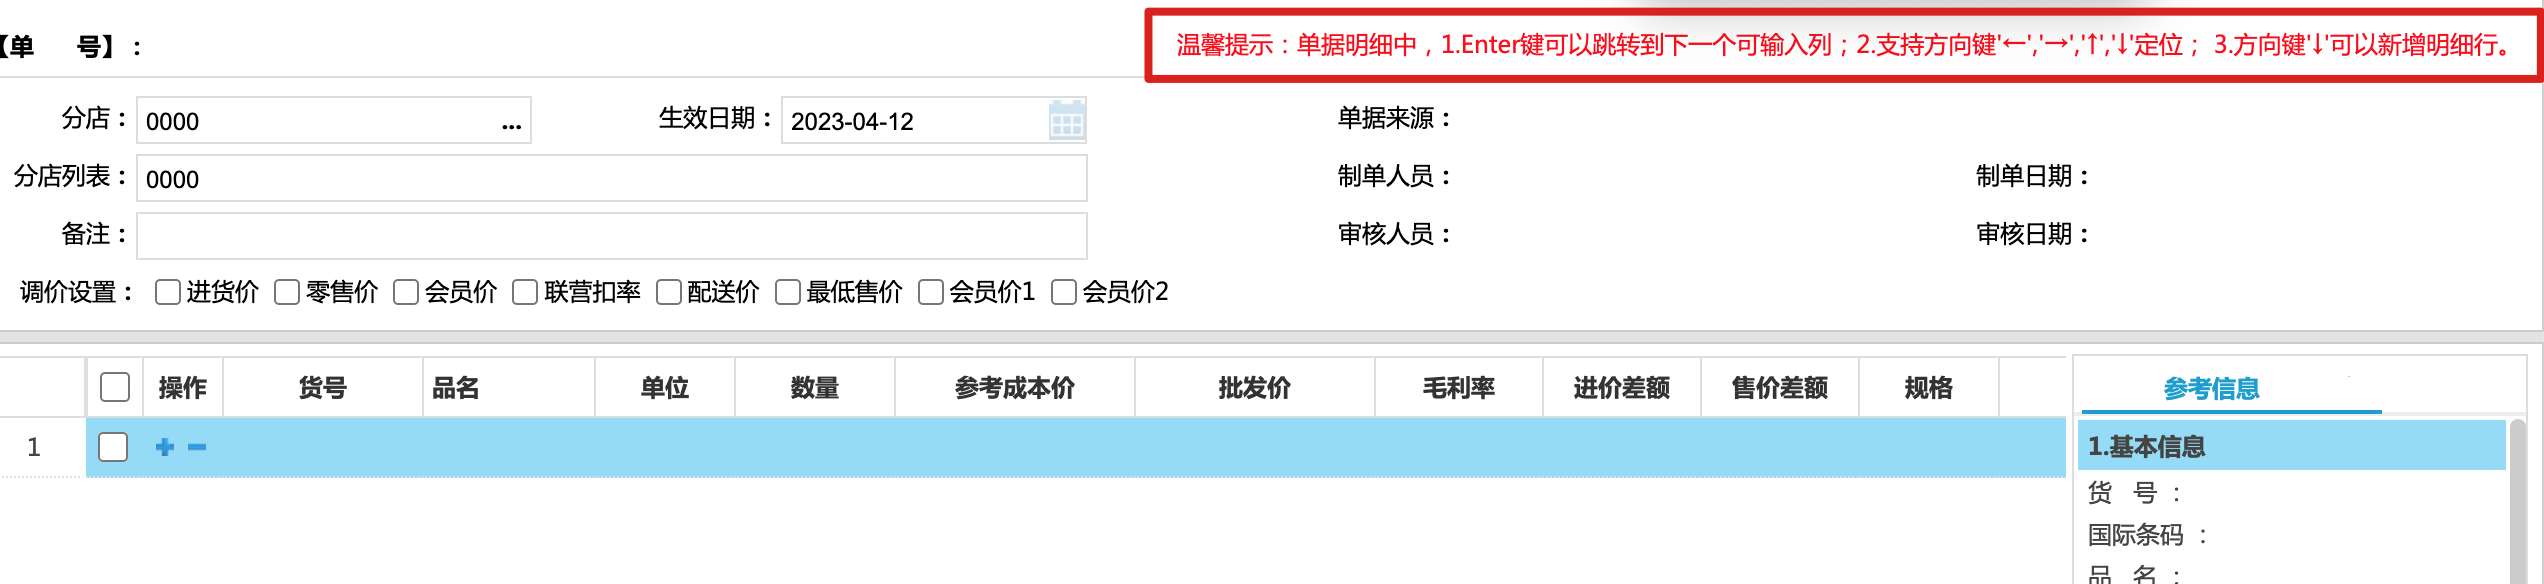 【单 号】：
温馨提示：单据明细中，1.Enter键可以跳转到下一个可输入列；2.支持方向键'←','→','↑','↓'定位； 3.方向键'↓'可以新增明细行。
分店： 0000 ... 生效日期： 2023-04-12 单据来源：
分店列表： 0000 制单人员： 制单日期：
备注： 审核人员： 审核日期：
调价设置： 进货价 零售价 会员价 联营扣率 配送价 最低售价 会员价1 会员价2
操作 货号 品名 单位 数量 参考成本价 批发价 毛利率 进价差额 售价差额 规格 参考信息
1
1.基本信息
货 号 ：
国际条码 ：
品 名 ：